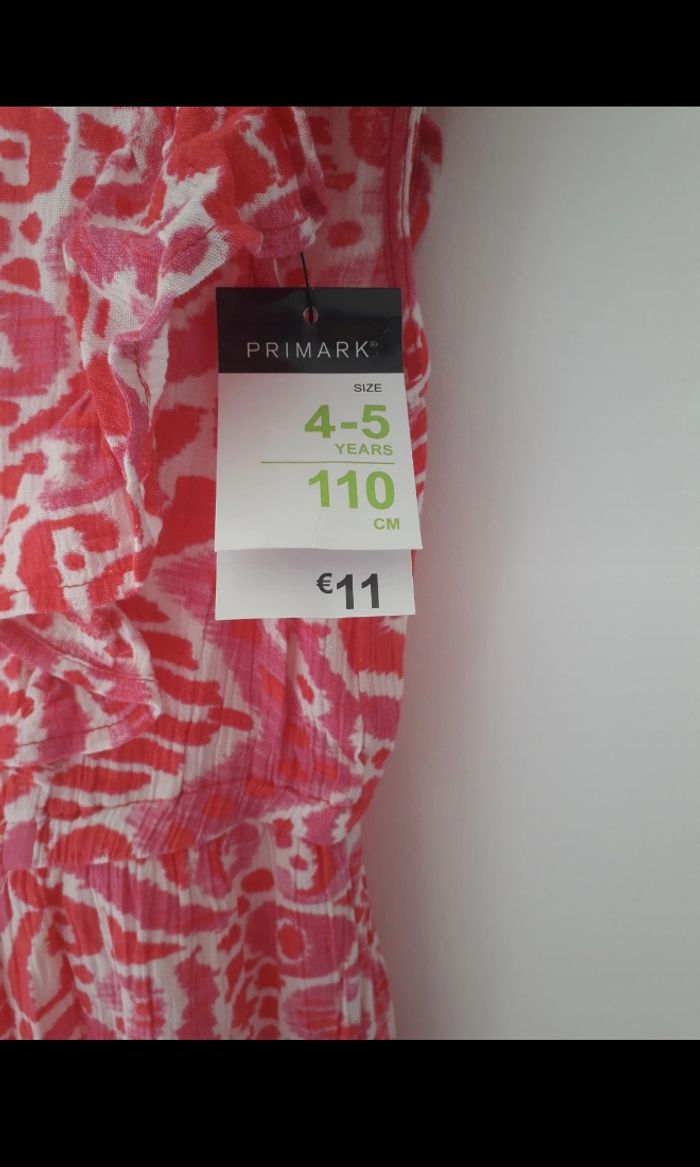 PRIMARK®
SIZE
4-5
YEARS
110
CM
€11